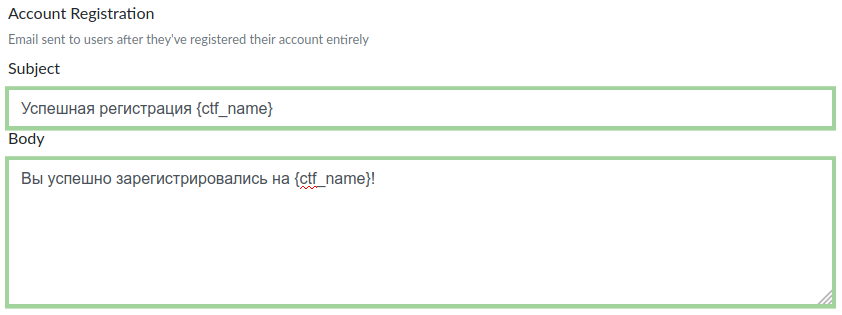 Account Registration
Email sent to users after they've registered their account entirely
Subject
Успешная регистрация {ctf_name}
Body
Вы успешно зарегистрировались на {ctf_name}!